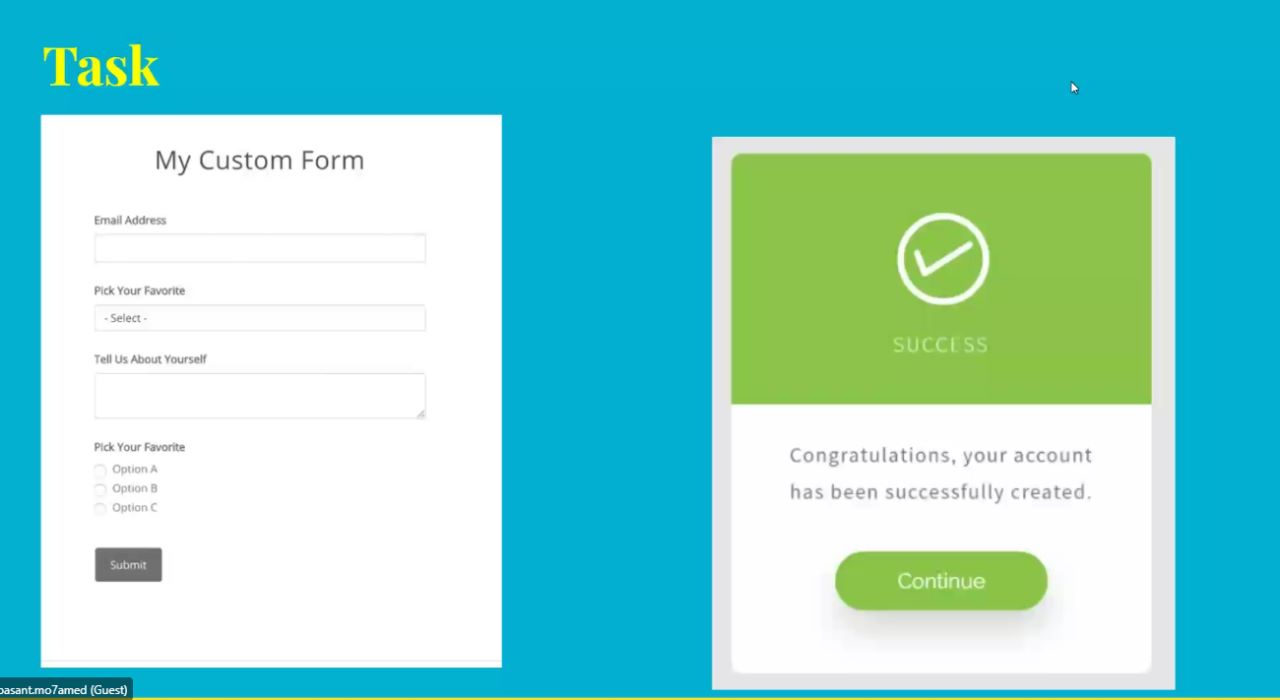 Task
My Custom Form
Email Address
Pick Your Favorite
- Select -
Tell Us About Yourself
Pick Your Favorite
Option A
Option B
Option C
Submit
SUCCESS
Congratulations, your account
has been successfully created.
Continue
basant.mo7amed (Guest)